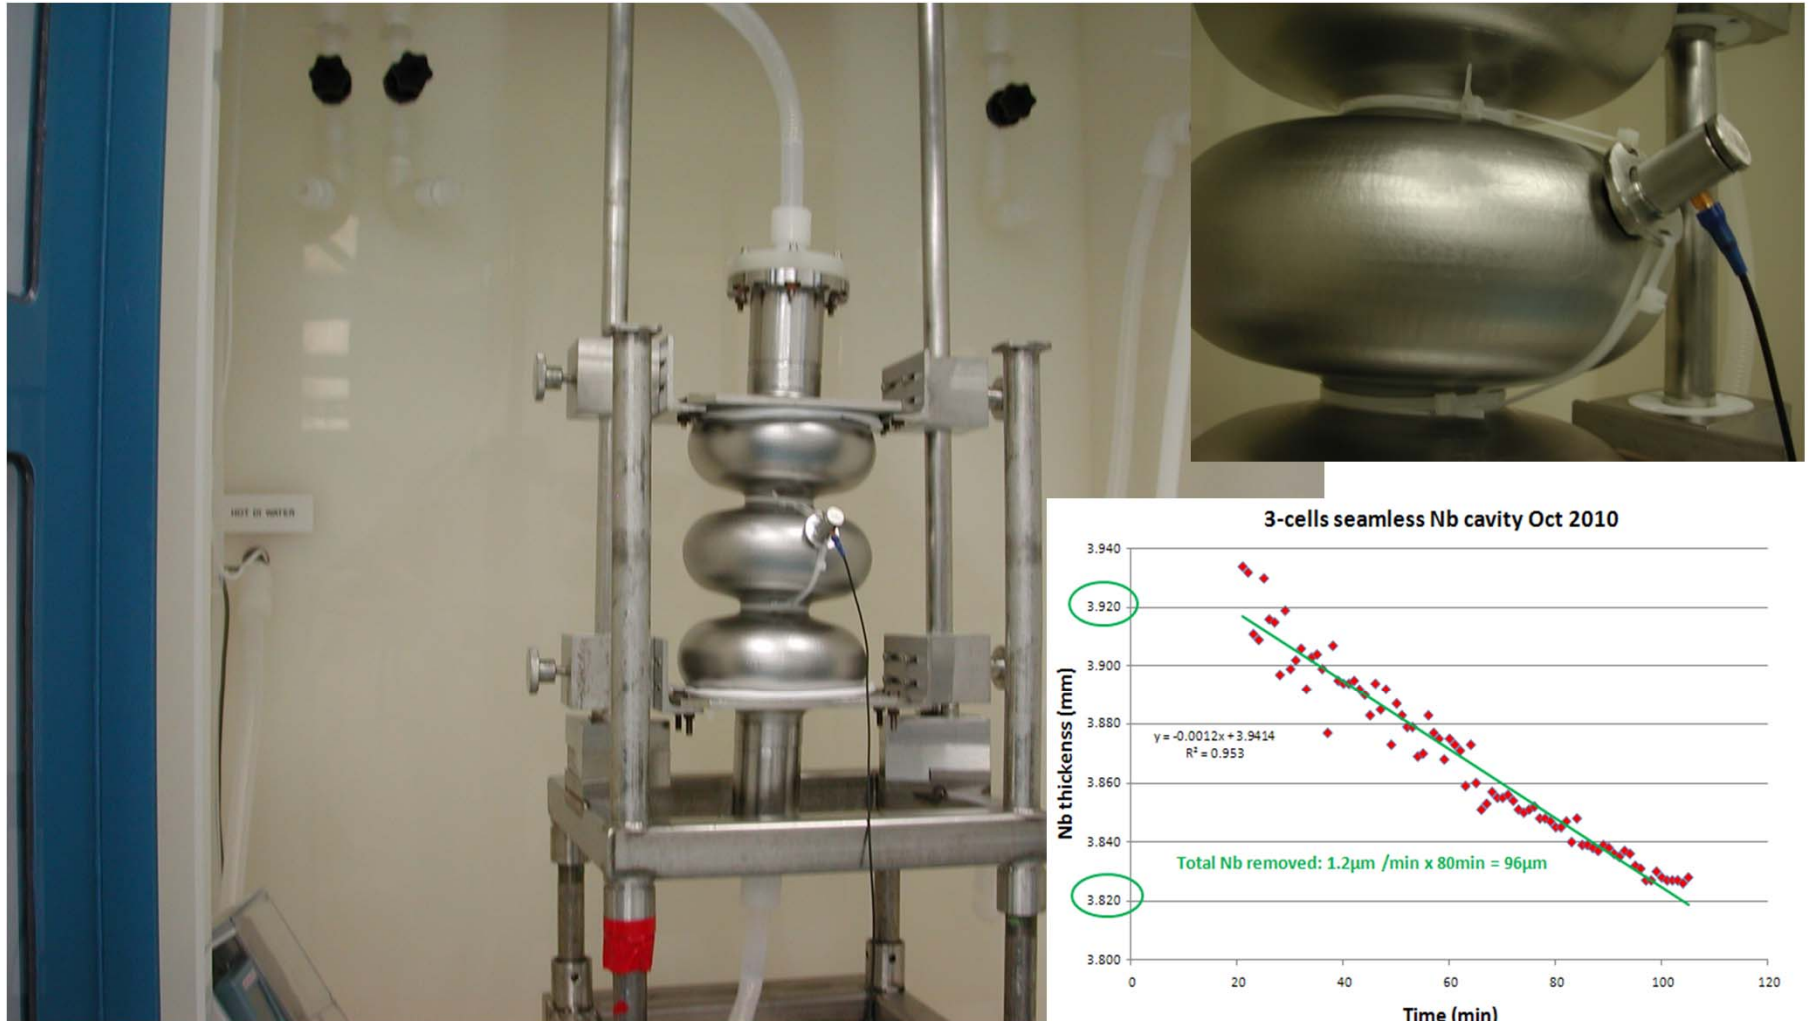 HOT DI WATER
3-cells seamless Nb cavity Oct 2010
3.940
3.920
3.900
3.880
3.860
3.840
3.820
3.800
Nb thickenss (mm)
y = -0.0012x + 3.9414
R² = 0.953
Total Nb removed: 1.2µm /min x 80min = 96µm
0 20 40 60 80 100 120
Time (min)